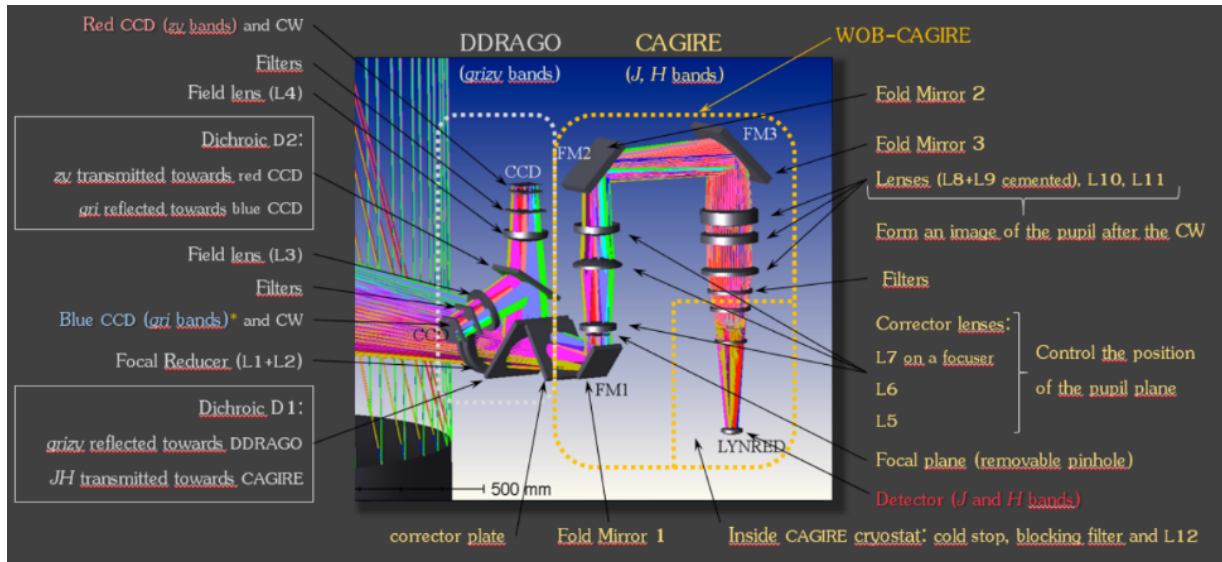 Red CCD (zy bands) and CW
Filters
Field lens (L4)
Dichroic D2:
zy transmitted towards red CCD
gri reflected towards blue CCD
Field lens (L3)
Filters
Blue CCD (gri bands)* and CW
Focal Reducer (L1+L2)
Dichroic D1:
grizy reflected towards DDRAGO
JH transmitted towards CAGIRE
DDRAGO
(grizy bands)
CAGIRE
(J, H bands)
WOB-CAGIRE
FM2
FM3
CCD
CCD
FM1
LYNRED
500 mm
Fold Mirror 2
Fold Mirror 3
Lenses (L8+L9 cemented), L10, L11
Form an image of the pupil after the CW
Filters
Corrector lenses:
L7 on a focuser
L6
L5
Control the position
of the pupil plane
Focal plane (removable pinhole)
Detector (J and H bands)
corrector plate
Fold Mirror 1
Inside CAGIRE cryostat: cold stop, blocking filter and L12